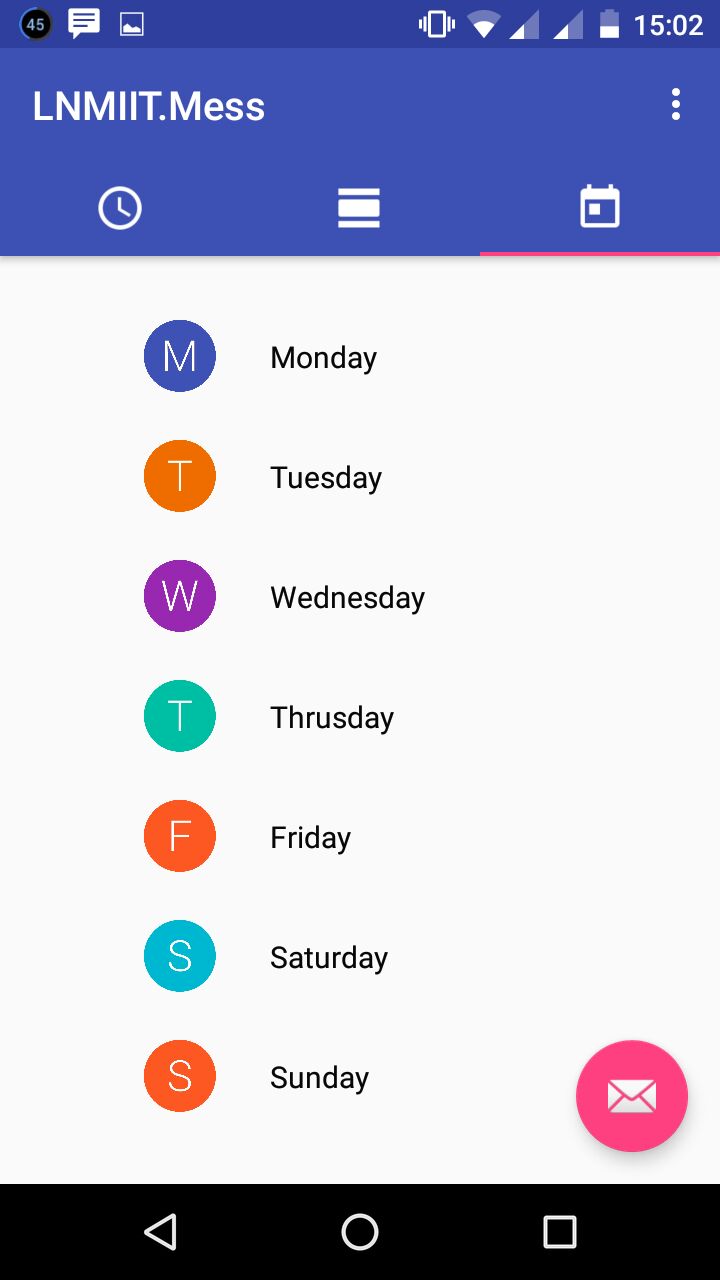 45 15:02
LNMIIT.Mess
M Monday
T Tuesday
W Wednesday
T Thrusday
F Friday
S Saturday
S Sunday